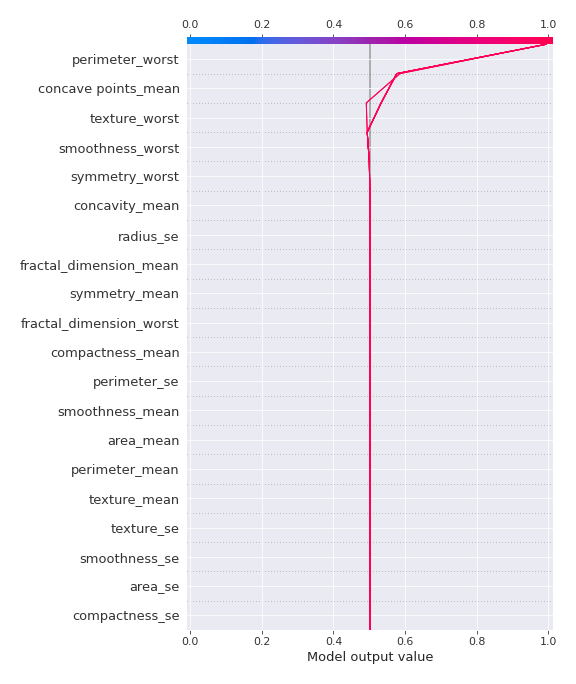 0.0 0.2 0.4 0.6 0.8 1.0
perimeter_worst
concave points_mean
texture_worst
smoothness_worst
symmetry_worst
concavity_mean
radius_se
fractal_dimension_mean
symmetry_mean
fractal_dimension_worst
compactness_mean
perimeter_se
smoothness_mean
area_mean
perimeter_mean
texture_mean
texture_se
smoothness_se
area_se
compactness_se
0.0 0.2 0.4 0.6 0.8 1.0
Model output value